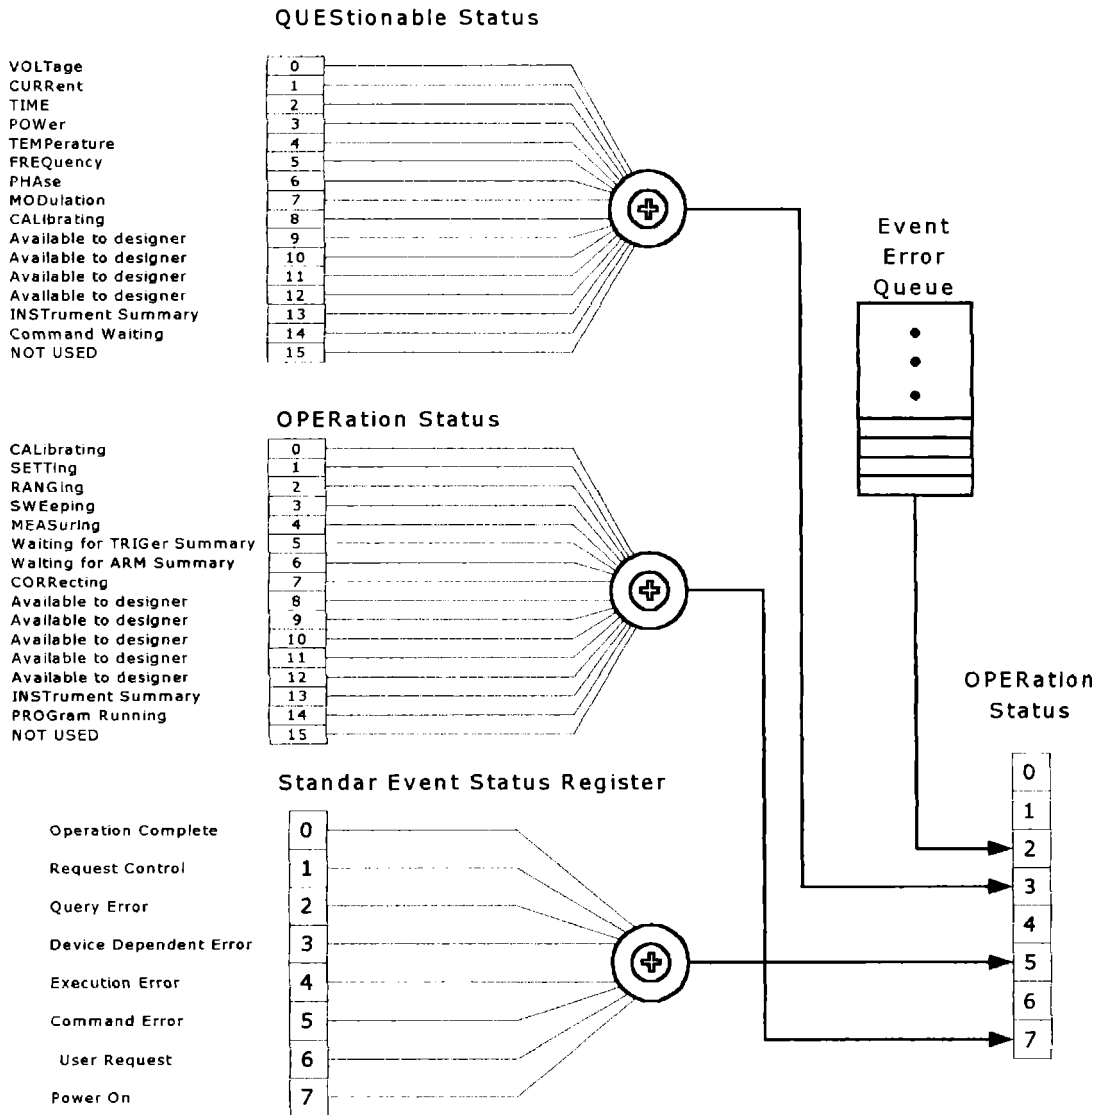 QUEStionable Status
VOLTage 0
CURRent 1
TIME 2
POWer 3
TEMPerature 4
FREQuency 5
PHAse 6
MODulation 7
CALIbrating 8
Available to designer 9
Available to designer 10
Available to designer 11
Available to designer 12
INSTrument Summary 13
Command Waiting 14
NOT USED 15
Event
Error
Queue
OPERation Status
CALibrating 0
SETTing 1
RANGing 2
SWEeping 3
MEASuring 4
Waiting for TRIGer Summary 5
Waiting for ARM Summary 6
CORRecting 7
Available to designer 8
Available to designer 9
Available to designer 10
Available to designer 11
Available to designer 12
INSTrument Summary 13
PROGram Running 14
NOT USED 15
OPERation
Status
0
1
2
3
4
5
6
7
Standar Event Status Register
Operation Complete 0
Request Control 1
Query Error 2
Device Dependent Error 3
Execution Error 4
Command Error 5
User Request 6
Power On 7